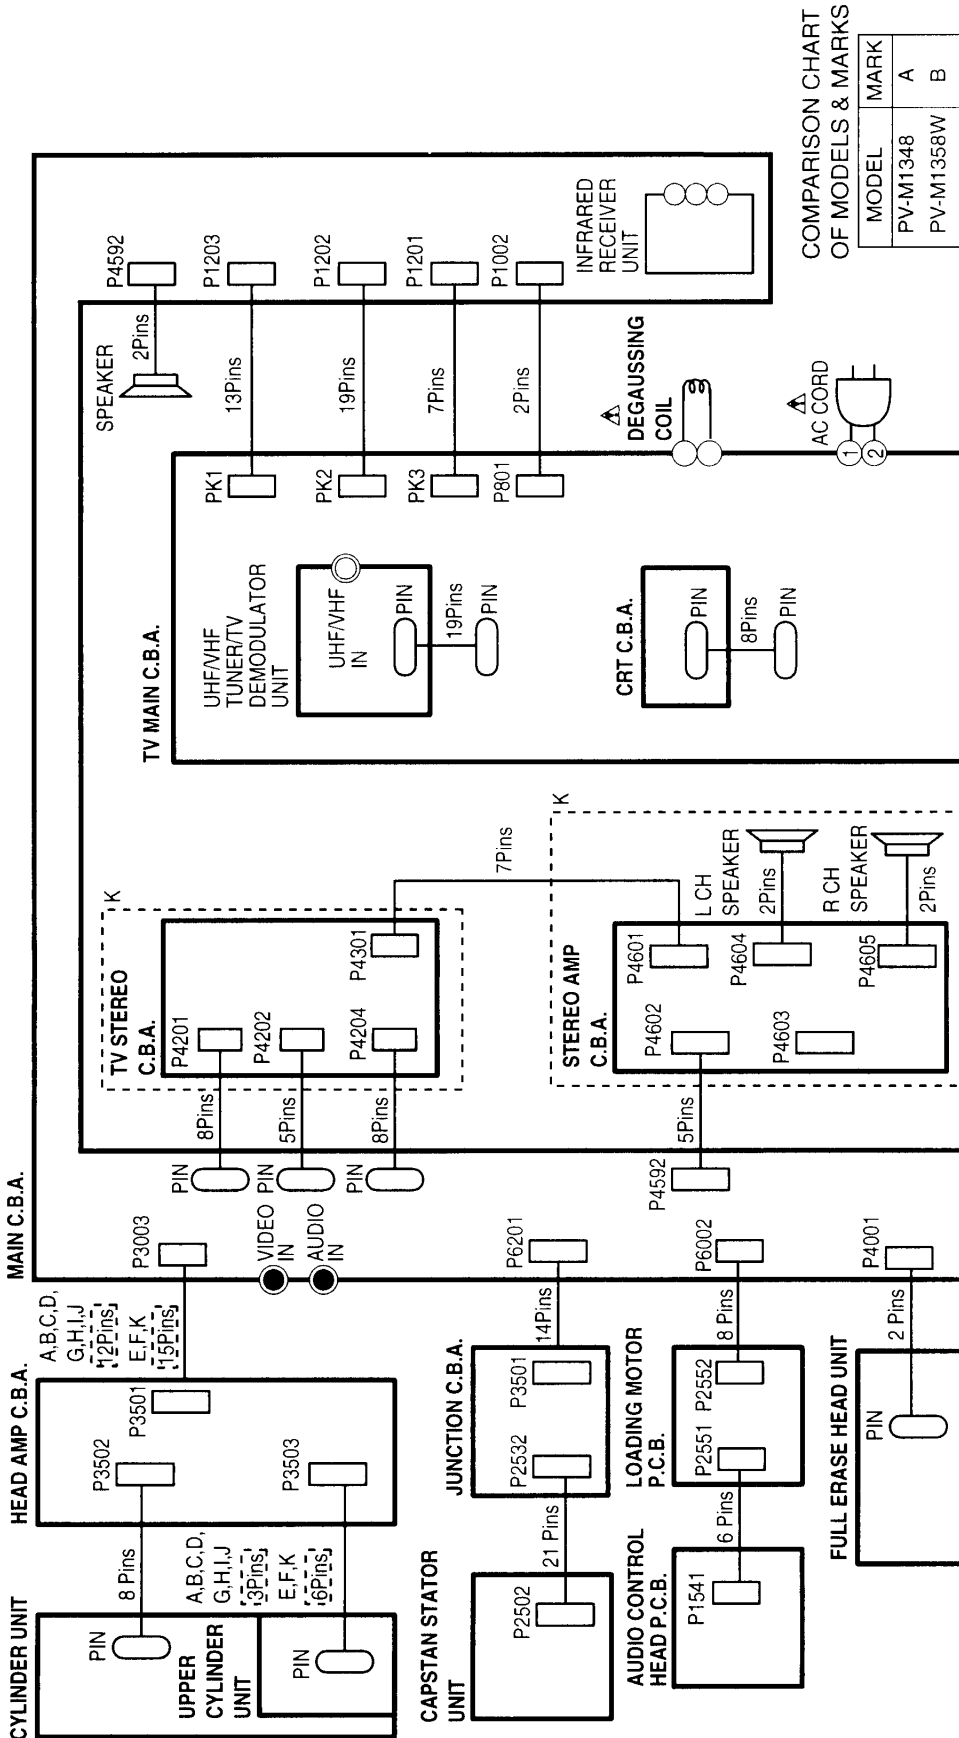 MAIN C.B.A.
CYLINDER UNIT
PIN
UPPER
CYLINDER
UNIT
PIN
8 Pins
A,B,C,D,
G,H,I,J
3Pins
E,F,K
6Pins
HEAD AMP C.B.A.
P3502
P3501
P3503
A,B,C,D,
G,H,I,J
12Pins
E,F,K
15Pins
P3003
VIDEO
IN
AUDIO
IN
CAPSTAN STATOR
UNIT
P2502
21 Pins
JUNCTION C.B.A.
P2532
P3501
14Pins
P6201
AUDIO CONTROL
HEAD P.C.B.
P1541
6 Pins
LOADING MOTOR
P.C.B.
P2551
P2552
8 Pins
P6002
FULL ERASE HEAD UNIT
PIN
2 Pins
P4001
PIN
8Pins
PIN
5Pins
PIN
8Pins
TV STEREO
C.B.A.
K
P4201
P4202
P4204
P4301
7Pins
P4592
5Pins
STEREO AMP
C.B.A.
K
P4602
P4601
P4603
P4604
P4605
L CH
SPEAKER
2Pins
R CH
SPEAKER
2Pins
TV MAIN C.B.A.
UHF/VHF
TUNER/TV
DEMODULATOR
UNIT
UHF/VHF
IN
PIN
19Pins
PIN
CRT C.B.A.
PIN
8Pins
PIN
SPEAKER
2Pins
P4592
PK1
13Pins
P1203
PK2
19Pins
P1202
PK3
7Pins
P1201
P801
2Pins
P1002
INFRARED
RECEIVER
UNIT
DEGAUSSING
COIL
AC CORD
1
2
COMPARISON CHART
OF MODELS & MARKS
MODEL MARK
PV-M1348 A
PV-M1358W B